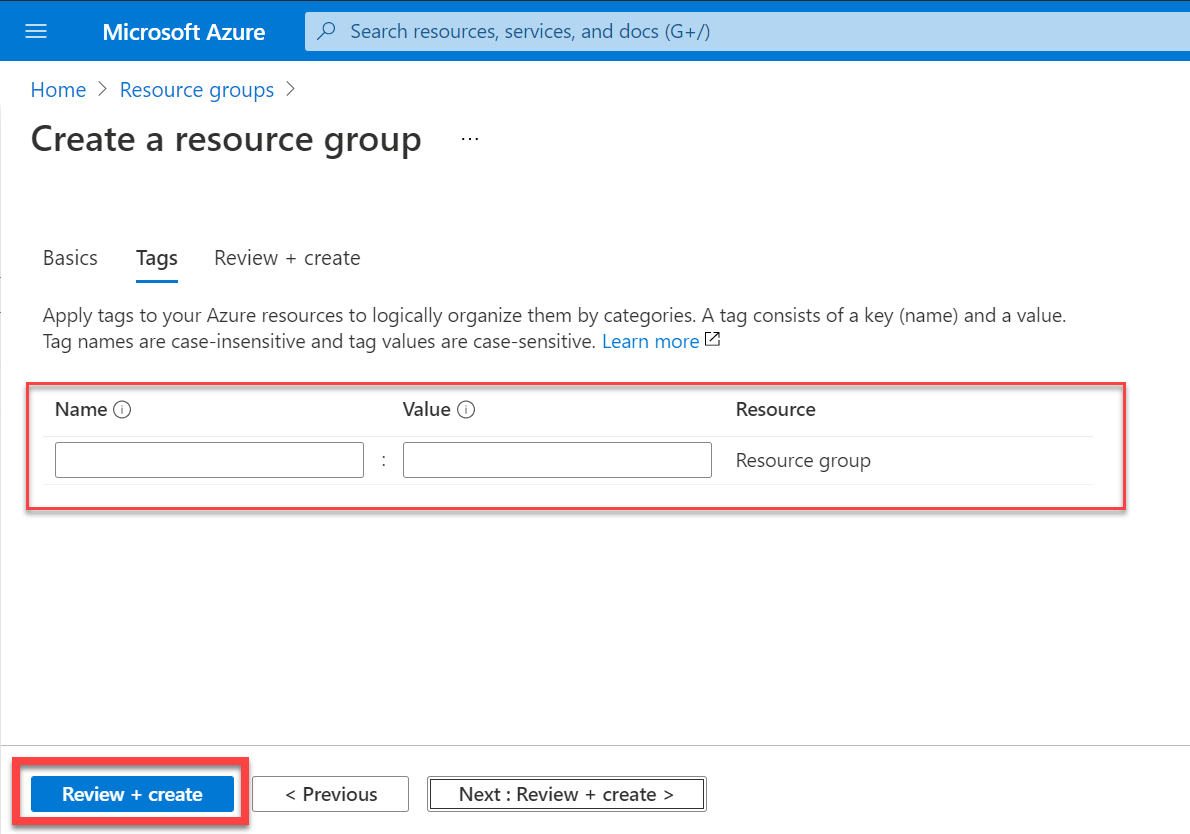 Microsoft Azure
Search resources, services, and docs (G+/)
Home > Resource groups >
Create a resource group ...
Basics Tags Review + create
Apply tags to your Azure resources to logically organize them by categories. A tag consists of a key (name) and a value.
Tag names are case-insensitive and tag values are case-sensitive. Learn more
Name Value Resource
: Resource group
Review + create < Previous Next : Review + create >